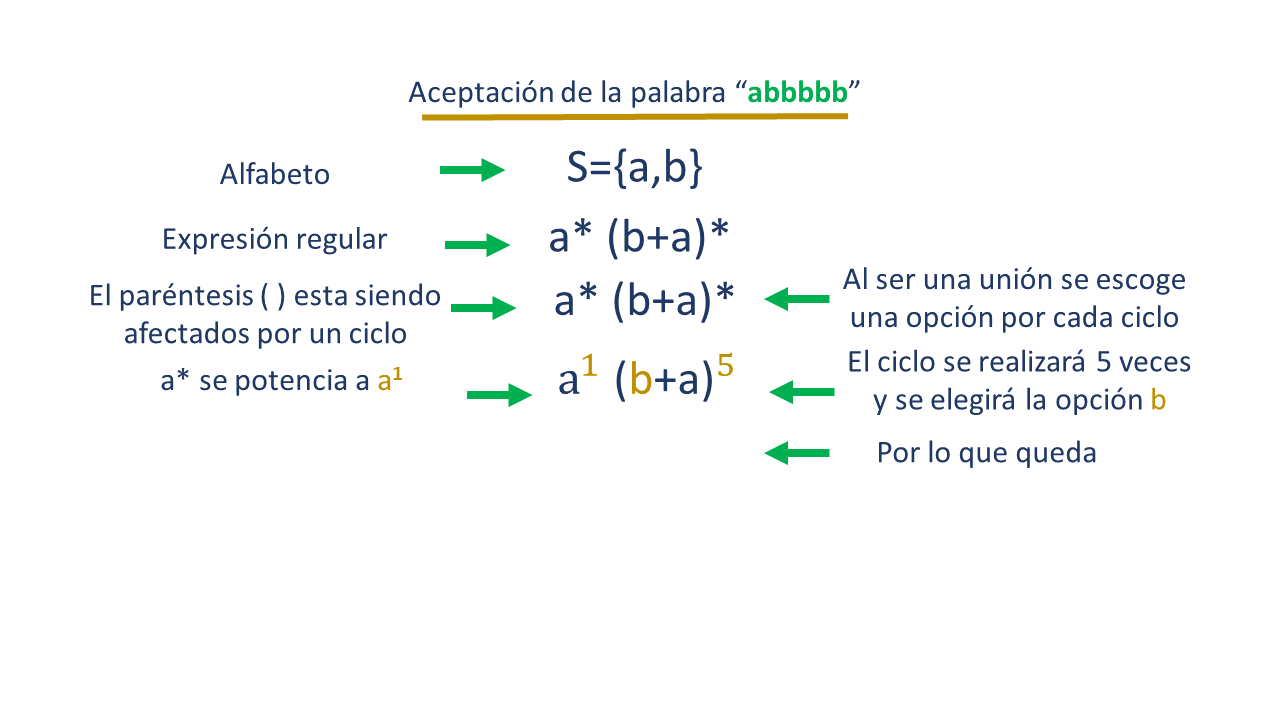 Aceptación de la palabra “abbbbb”
Alfabeto
S={a,b}
Expresión regular
a* (b+a)*
El paréntesis ( ) esta siendo
afectados por un ciclo
a* (b+a)*
Al ser una unión se escoge
una opción por cada ciclo
a* se potencia a a¹
a¹ (b+a)⁵
El ciclo se realizará 5 veces
y se elegirá la opción b
Por lo que queda